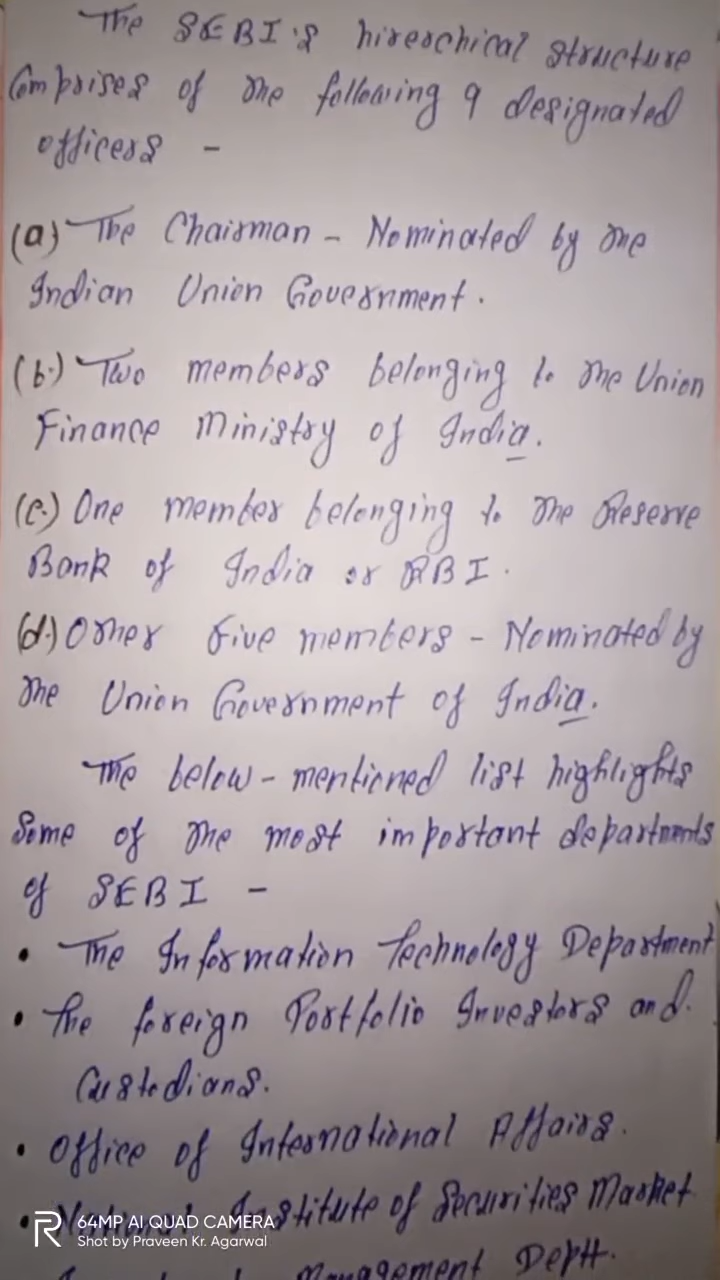 The SEBI's hirerchical structure
Comprises of the following 9 designated
officers -
(a) The Chairman - Nominated by the
Indian Union Government.
(b.) Two members belonging to the Union
Finance Ministry of India.
(c.) One member belonging to the Reserve
Bank of India or RBI.
(d.) Other five members - Nominated by
the Union Government of India.
The below-mentioned list highlights
Some of the most important departments
of SEBI -
• The Information Technology Department
• The foreign Portfolio Investors and
Custodians.
• Office of International Affairs.
• National Institute of Securities Market
Management Deptt.
64MP AI QUAD CAMERA
Shot by Praveen Kr. Agarwal